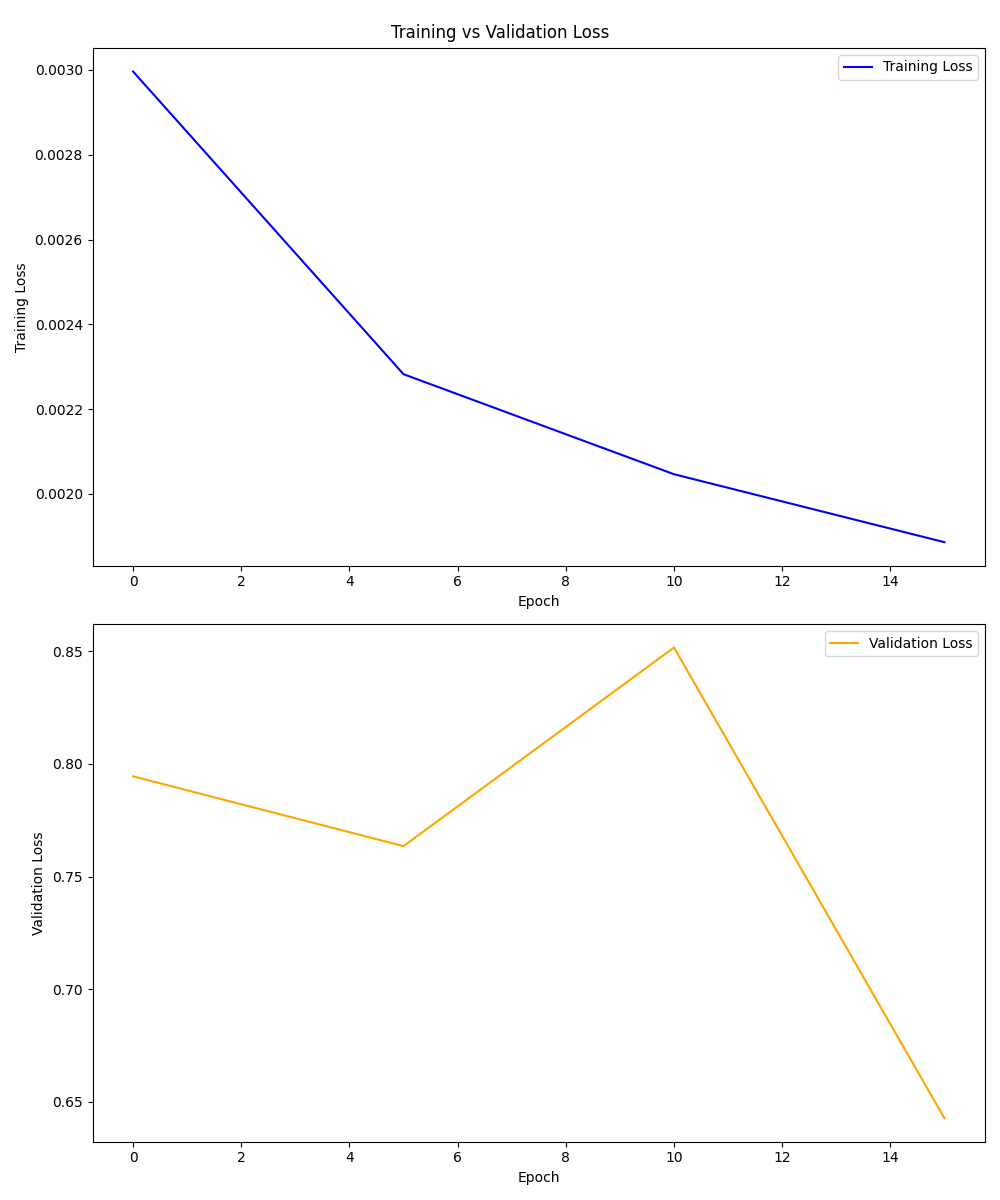 Training vs Validation Loss
Training Loss
0.0030
0.0028
0.0026
0.0024
0.0022
0.0020
Training Loss
0 2 4 6 8 10 12 14
Epoch
Validation Loss
0.85
0.80
0.75
0.70
0.65
Validation Loss
0 2 4 6 8 10 12 14
Epoch